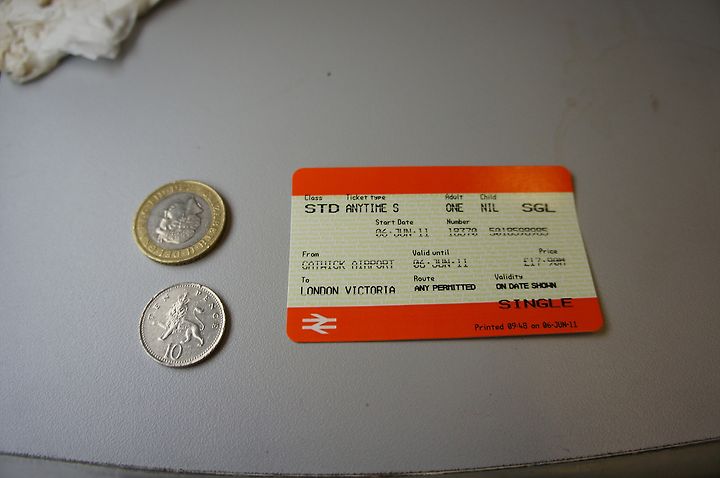 Class Ticket type Adult Child
STD ANYTIME S ONE NIL SGL
Start Date Number
06·JUN·11 18370 5018598985
From Valid until Price
GATWICK AIRPORT 06·JUN·11 £17·90M
To Route Validity
LONDON VICTORIA ANY PERMITTED ON DATE SHOWN
SINGLE
Printed 09:48 on 06-JUN-11
TEN PENCE
10